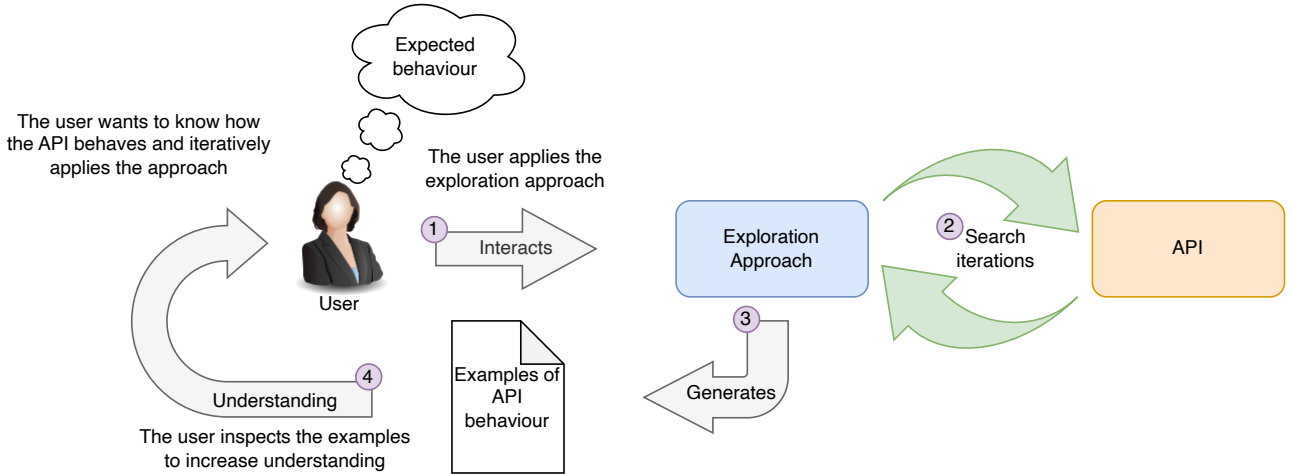 Expected
behaviour
The user wants to know how
the API behaves and iteratively
applies the approach
The user applies the
exploration approach
1
Interacts
User
Exploration
Approach
2
Search
iterations
API
3
Generates
Examples of
API
behaviour
4
Understanding
The user inspects the examples
to increase understanding